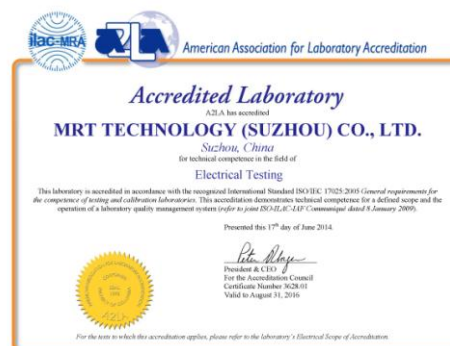 ilac-MRA
A2LA
American Association for Laboratory Accreditation
Accredited Laboratory
A2LA has accredited
MRT TECHNOLOGY (SUZHOU) CO., LTD.
Suzhou, China
for technical competence in the field of
Electrical Testing
This laboratory is accredited in accordance with the recognized International Standard ISO/IEC 17025:2005 General requirements for
the competence of testing and calibration laboratories. This accreditation demonstrates technical competence for a defined scope and the
operation of a laboratory quality management system (refer to joint ISO-ILAC-IAF Communiqué dated 8 January 2009).
Presented this 17th day of June 2014.
President & CEO
For the Accreditation Council
Certificate Number 3628.01
Valid to August 31, 2016
A2LA
For the tests to which this accreditation applies, please refer to the laboratory's Electrical Scope of Accreditation.